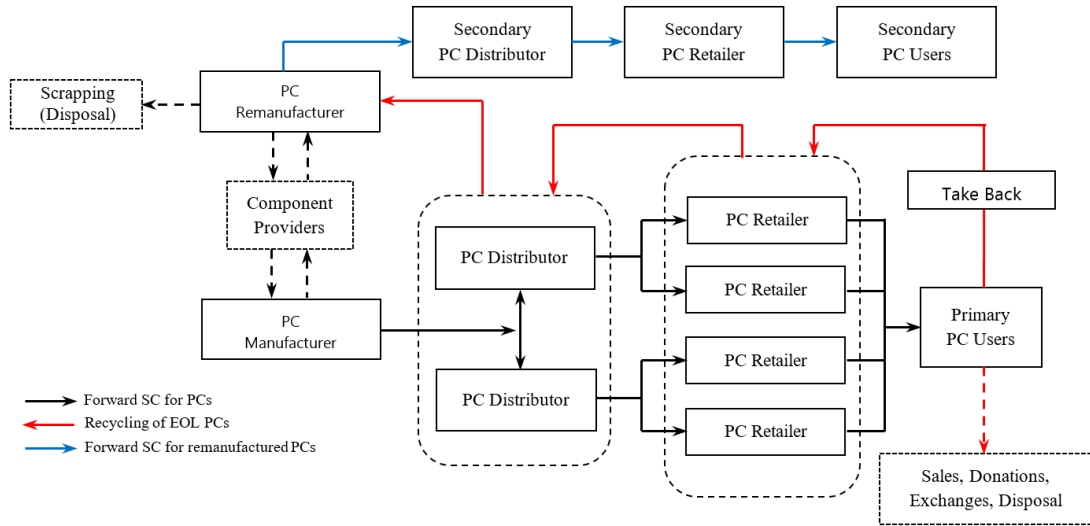 Secondary
PC Distributor
Secondary
PC Retailer
Secondary
PC Users
Scrapping
(Disposal)
PC
Remanufacturer
Component
Providers
PC
Manufacturer
PC Distributor
PC Distributor
PC Retailer
PC Retailer
PC Retailer
PC Retailer
Take Back
Primary
PC Users
Sales, Donations,
Exchanges, Disposal
Forward SC for PCs
Recycling of EOL PCs
Forward SC for remanufactured PCs